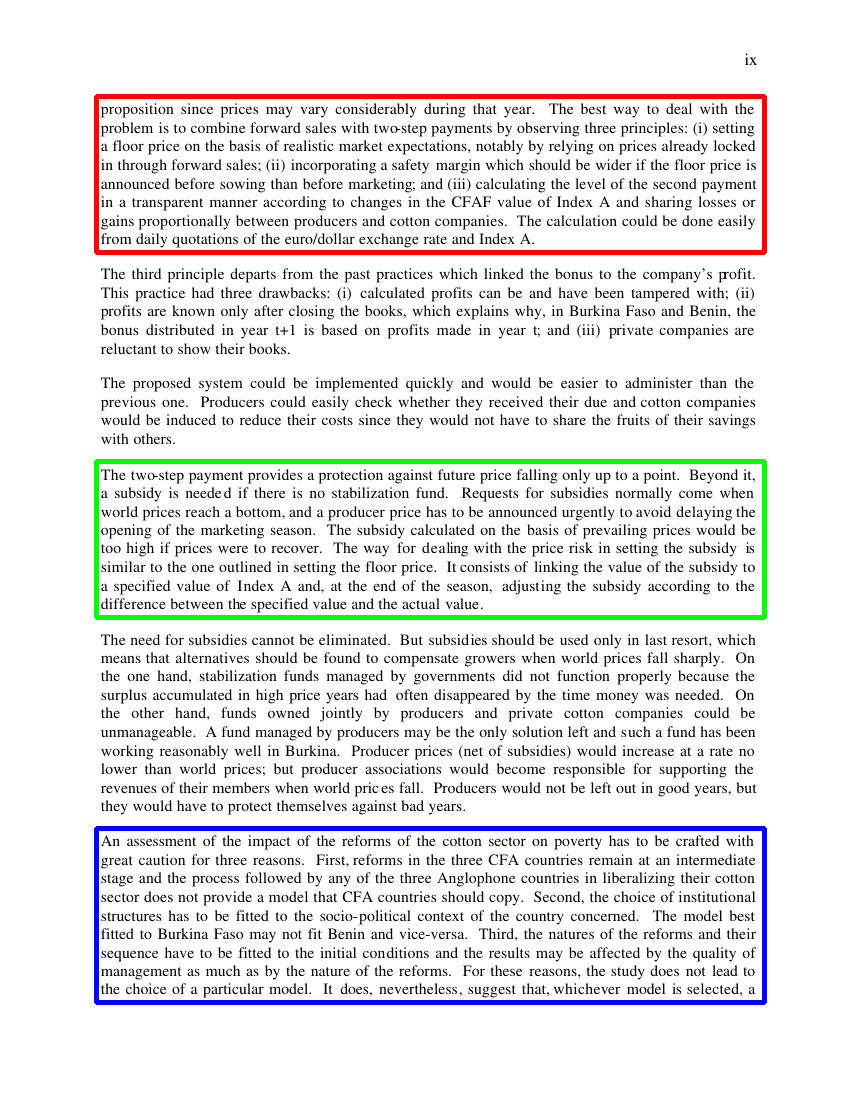 ix
proposition since prices may vary considerably during that year. The best way to deal with the
problem is to combine forward sales with two-step payments by observing three principles: (i) setting
a floor price on the basis of realistic market expectations, notably by relying on prices already locked
in through forward sales; (ii) incorporating a safety margin which should be wider if the floor price is
announced before sowing than before marketing; and (iii) calculating the level of the second payment
in a transparent manner according to changes in the CFAF value of Index A and sharing losses or
gains proportionally between producers and cotton companies. The calculation could be done easily
from daily quotations of the euro/dollar exchange rate and Index A.
The third principle departs from the past practices which linked the bonus to the company's profit.
This practice had three drawbacks: (i) calculated profits can be and have been tampered with; (ii)
profits are known only after closing the books, which explains why, in Burkina Faso and Benin, the
bonus distributed in year t+1 is based on profits made in year t; and (iii) private companies are
reluctant to show their books.
The proposed system could be implemented quickly and would be easier to administer than the
previous one. Producers could easily check whether they received their due and cotton companies
would be induced to reduce their costs since they would not have to share the fruits of their savings
with others.
The two-step payment provides a protection against future price falling only up to a point. Beyond it,
a subsidy is needed if there is no stabilization fund. Requests for subsidies normally come when
world prices reach a bottom, and a producer price has to be announced urgently to avoid delaying the
opening of the marketing season. The subsidy calculated on the basis of prevailing prices would be
too high if prices were to recover. The way for dealing with the price risk in setting the subsidy is
similar to the one outlined in setting the floor price. It consists of linking the value of the subsidy to
a specified value of Index A and, at the end of the season, adjusting the subsidy according to the
difference between the specified value and the actual value.
The need for subsidies cannot be eliminated. But subsidies should be used only in last resort, which
means that alternatives should be found to compensate growers when world prices fall sharply. On
the one hand, stabilization funds managed by governments did not function properly because the
surplus accumulated in high price years had often disappeared by the time money was needed. On
the other hand, funds owned jointly by producers and private cotton companies could be
unmanageable. A fund managed by producers may be the only solution left and such a fund has been
working reasonably well in Burkina. Producer prices (net of subsidies) would increase at a rate no
lower than world prices; but producer associations would become responsible for supporting the
revenues of their members when world prices fall. Producers would not be left out in good years, but
they would have to protect themselves against bad years.
An assessment of the impact of the reforms of the cotton sector on poverty has to be crafted with
great caution for three reasons. First, reforms in the three CFA countries remain at an intermediate
stage and the process followed by any of the three Anglophone countries in liberalizing their cotton
sector does not provide a model that CFA countries should copy. Second, the choice of institutional
structures has to be fitted to the socio-political context of the country concerned. The model best
fitted to Burkina Faso may not fit Benin and vice-versa. Third, the natures of the reforms and their
sequence have to be fitted to the initial conditions and the results may be affected by the quality of
management as much as by the nature of the reforms. For these reasons, the study does not lead to
the choice of a particular model. It does, nevertheless, suggest that, whichever model is selected, a